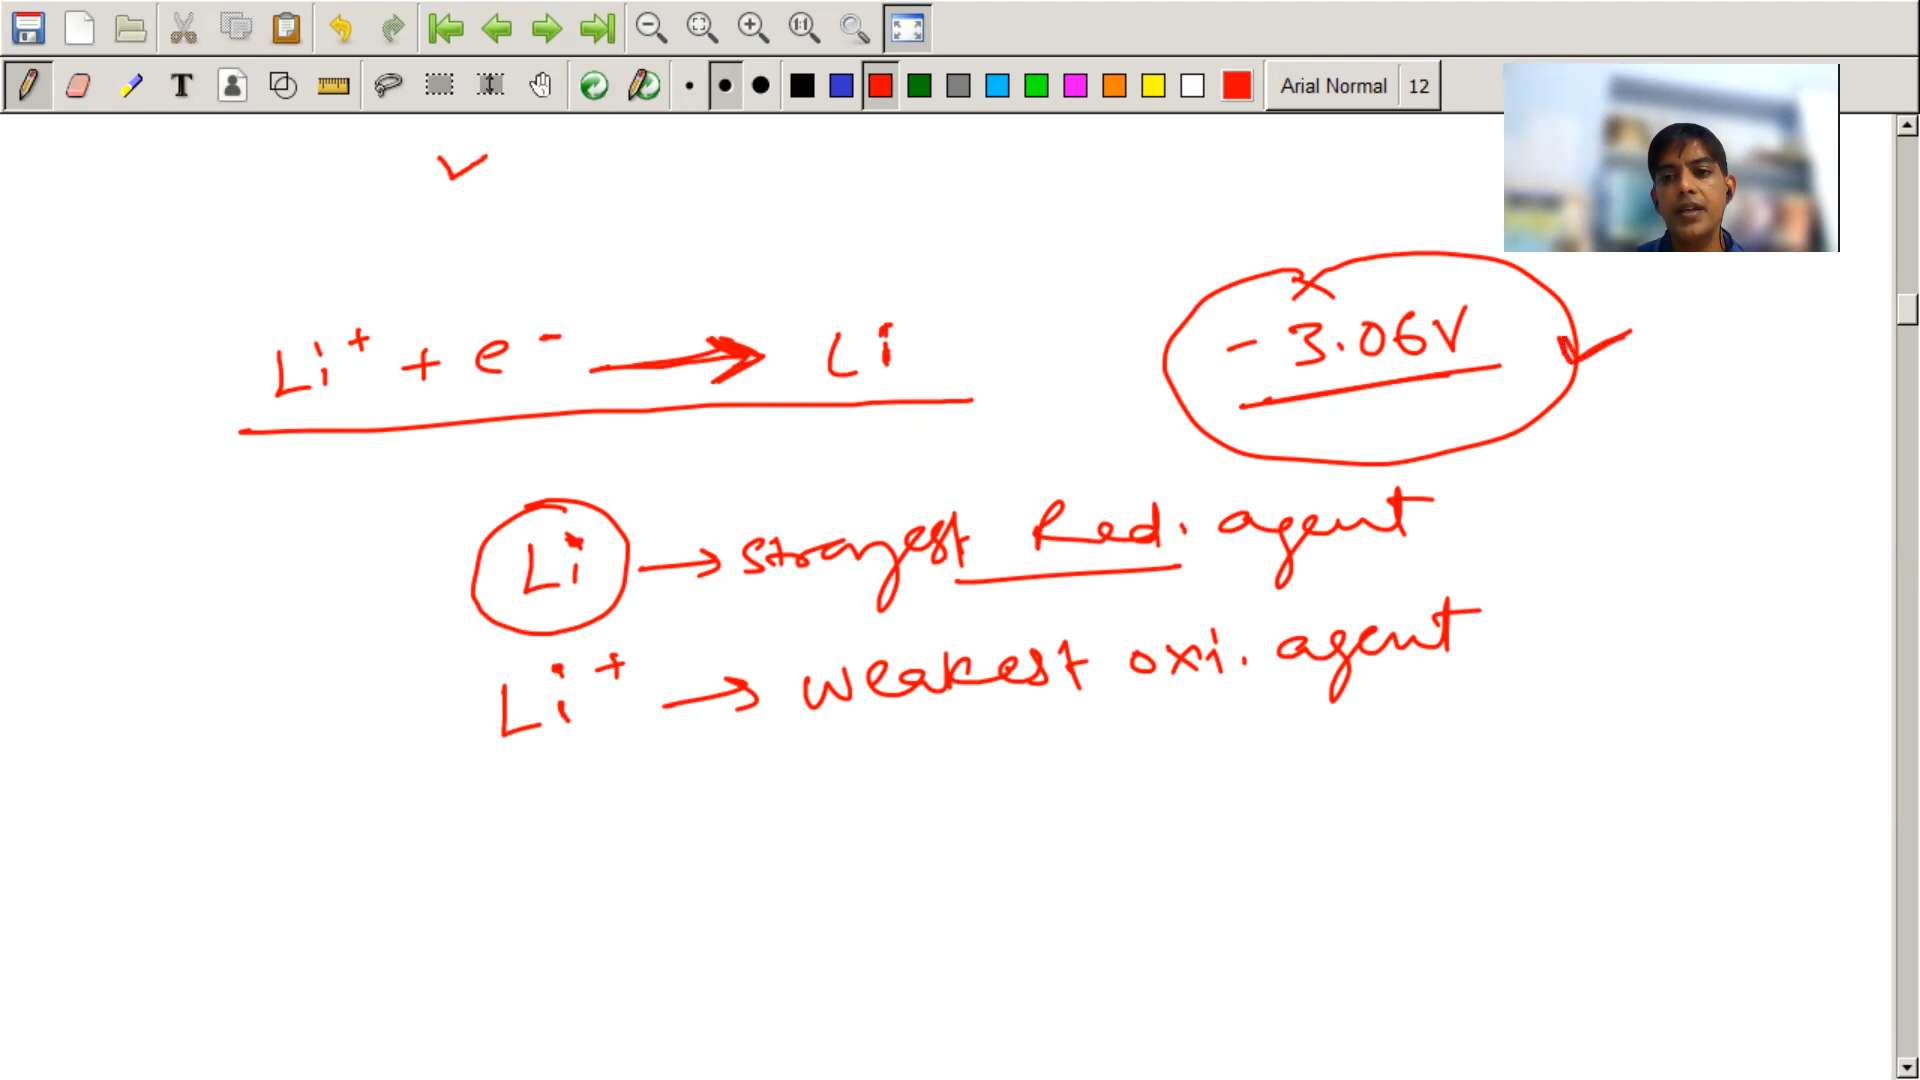 Arial Normal 12
Li⁺ + e⁻ → Li - 3.06V
Li → strongest Red. agent
Li⁺ → weakest oxi. agent